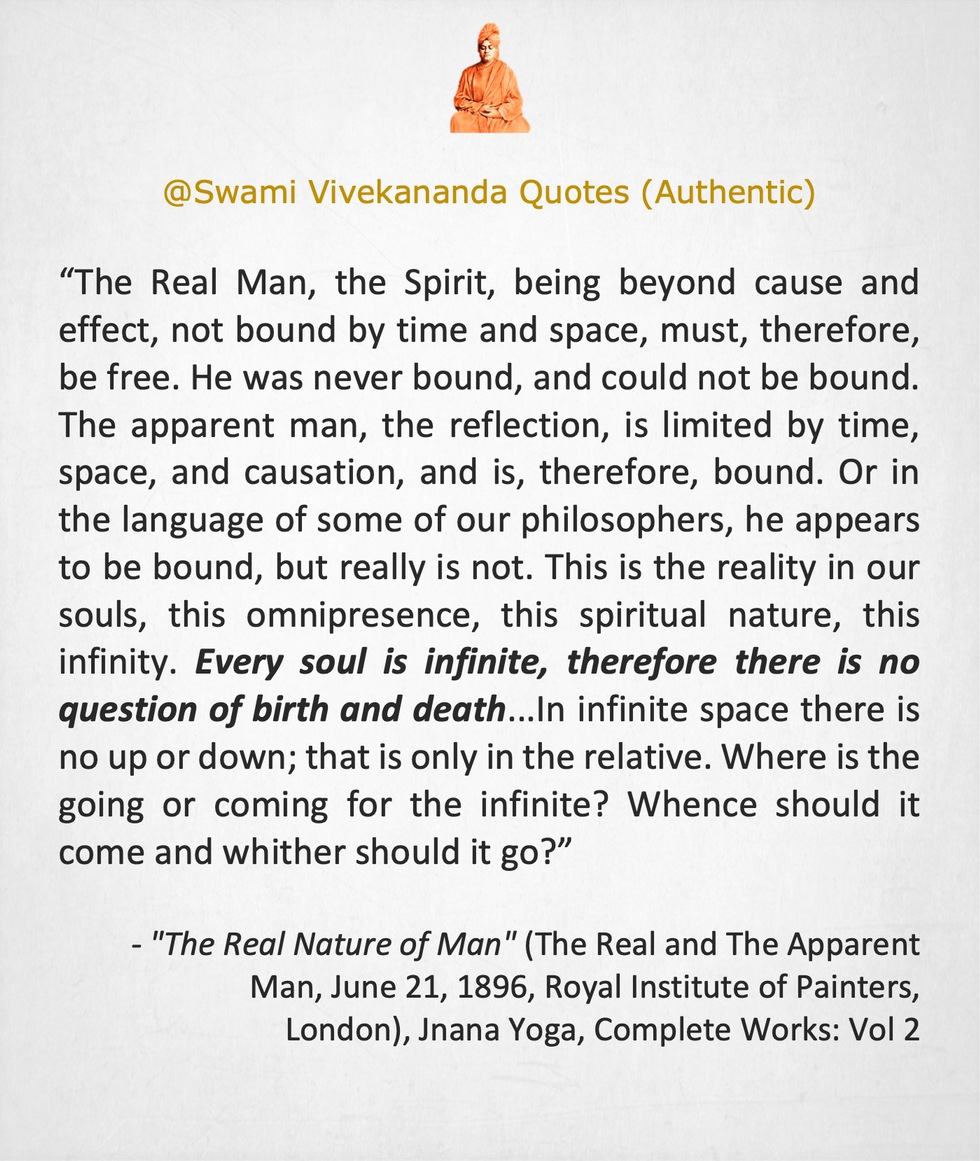 @Swami Vivekananda Quotes (Authentic)
“The Real Man, the Spirit, being beyond cause and
effect, not bound by time and space, must, therefore,
be free. He was never bound, and could not be bound.
The apparent man, the reflection, is limited by time,
space, and causation, and is, therefore, bound. Or in
the language of some of our philosophers, he appears
to be bound, but really is not. This is the reality in our
souls, this omnipresence, this spiritual nature, this
infinity. Every soul is infinite, therefore there is no
question of birth and death...In infinite space there is
no up or down; that is only in the relative. Where is the
going or coming for the infinite? Whence should it
come and whither should it go?”
- "The Real Nature of Man" (The Real and The Apparent
Man, June 21, 1896, Royal Institute of Painters,
London), Jnana Yoga, Complete Works: Vol 2